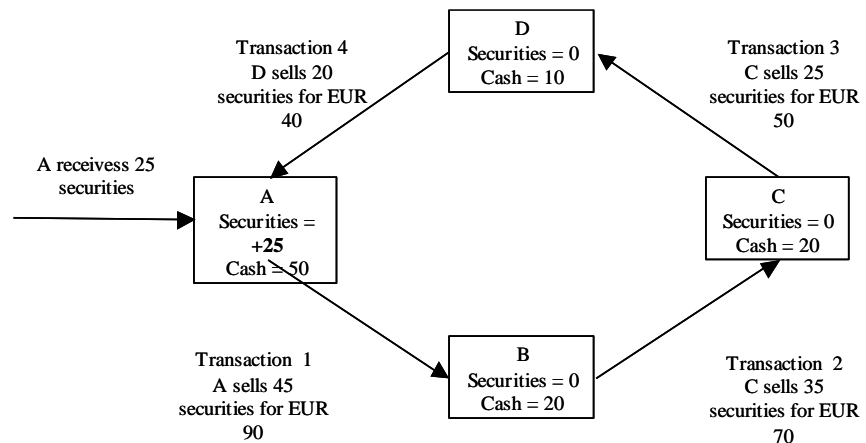 D
Securities = 0
Cash = 10
Transaction 4
D sells 20
securities for EUR
40
Transaction 3
C sells 25
securities for EUR
50
A receivess 25
securities
A
Securities =
+25
Cash = 50
C
Securities = 0
Cash = 20
B
Securities = 0
Cash = 20
Transaction 1
A sells 45
securities for EUR
90
Transaction 2
C sells 35
securities for EUR
70